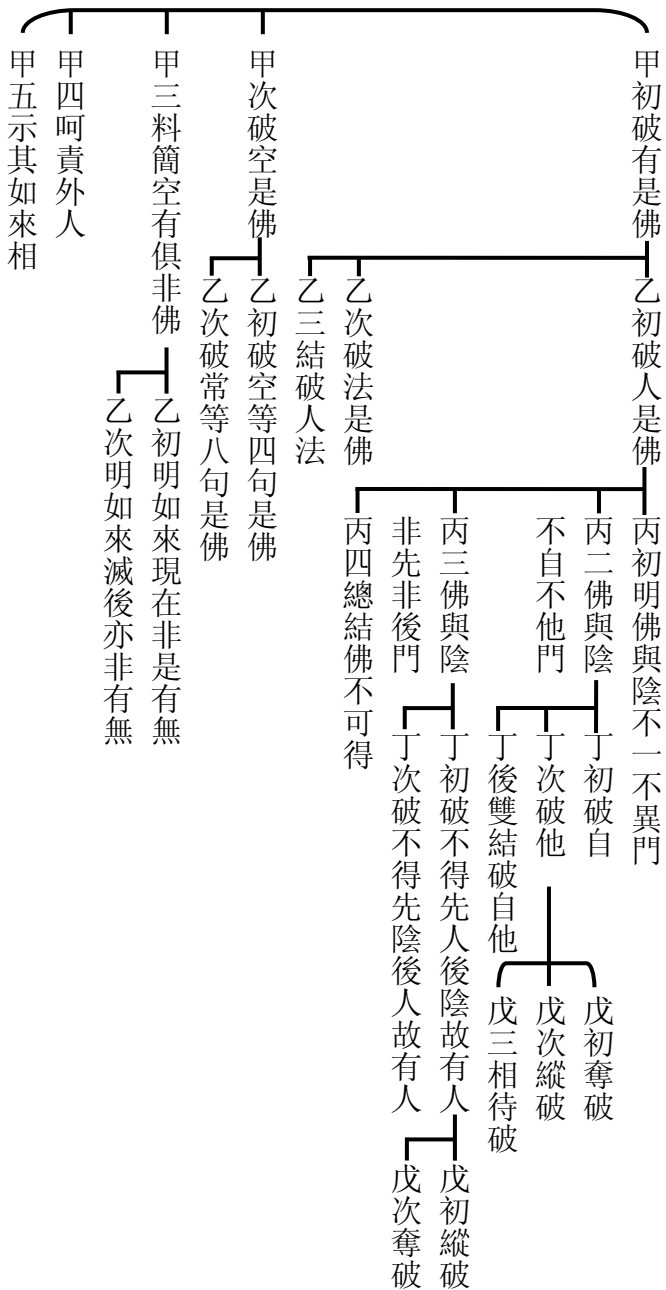 甲初破有是佛
乙初破人是佛
丙初明佛與陰不一不異門
丙二佛與陰
不自不他門
丁初破自
丁次破他
戊初奪破
戊次縱破
戊三相待破
丁後雙結破自他
丙三佛與陰
非先非後門
丁初破不得先人後陰故有人
戊初縱破
戊次奪破
丁次破不得先陰後人故有人
丙四總結佛不可得
乙次破法是佛
乙三結破人法
甲次破空是佛
乙初破空等四句是佛
乙次破常等八句是佛
甲三料簡空有俱非佛
乙初明如來現在非是有無
乙次明如來滅後亦非有無
甲四呵責外人
甲五示其如來相